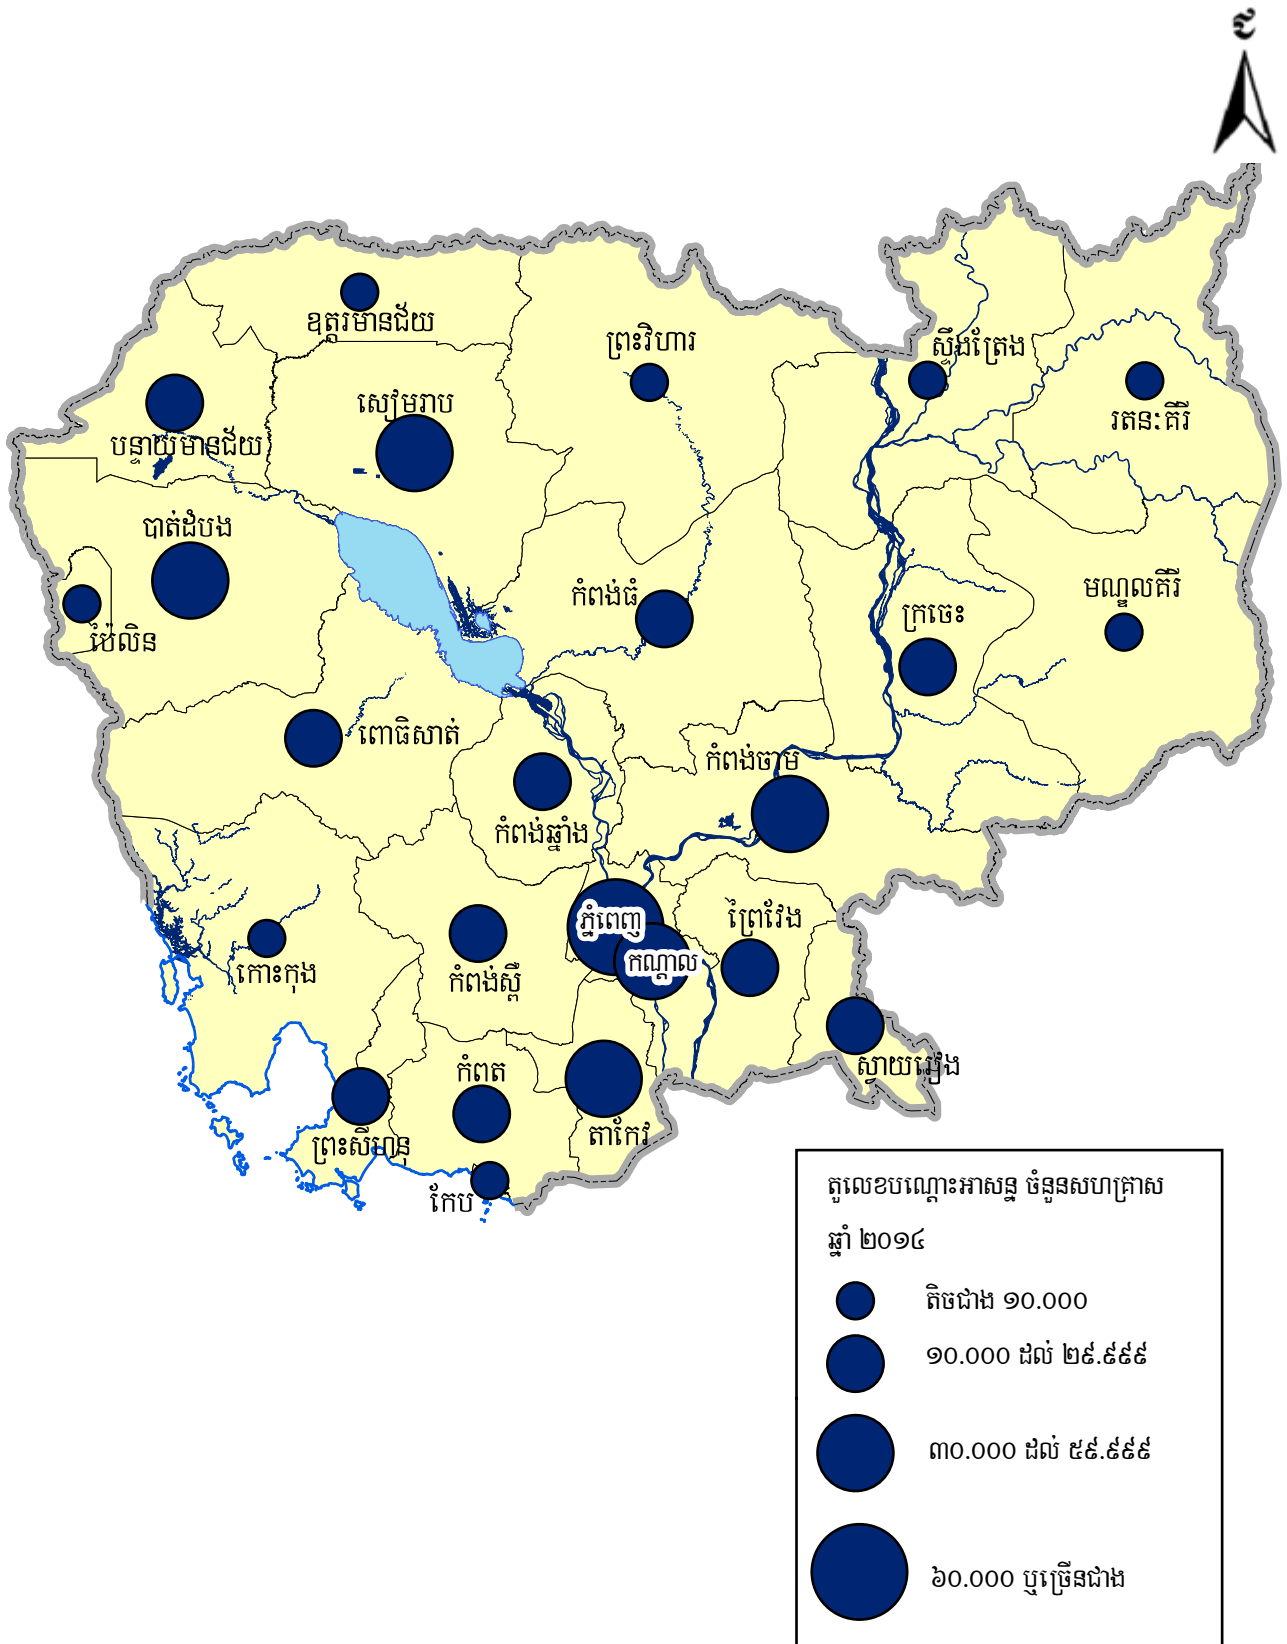 ជ
ឧត្តរមានជ័យ
ព្រះវិហារ
ស្ទឹងត្រែង
រតនៈគីរី
សៀមរាប
បន្ទាយមានជ័យ
បាត់ដំបង
ប៉ៃលិន
កំពង់ធំ
ក្រចេះ
មណ្ឌលគីរី
ពោធិសាត់
កំពង់ចាម
កំពង់ឆ្នាំង
ភ្នំពេញ
កណ្តាល
ព្រៃវែង
កោះកុង
កំពង់ស្ពឺ
ស្វាយរៀង
កំពត
តាកែវ
ព្រះសីហនុ
កែប
តួលេខបណ្តោះអាសន្ន ចំនួនសហគ្រាស
ឆ្នាំ ២០១៤
តិចជាង ១០.០០០
១០.០០០ ដល់ ២៩.៩៩៩
៣០.០០០ ដល់ ៥៩.៩៩៩
៦០.០០០ ឬច្រើនជាង